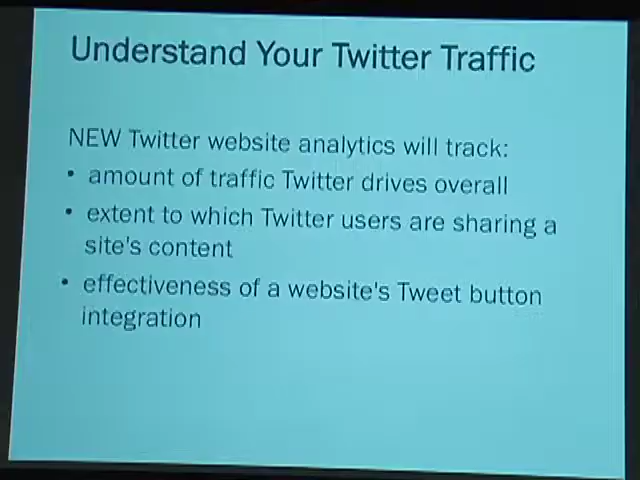 Understand Your Twitter Traffic
NEW Twitter website analytics will track:
• amount of traffic Twitter drives overall
• extent to which Twitter users are sharing a
site's content
• effectiveness of a website's Tweet button
integration